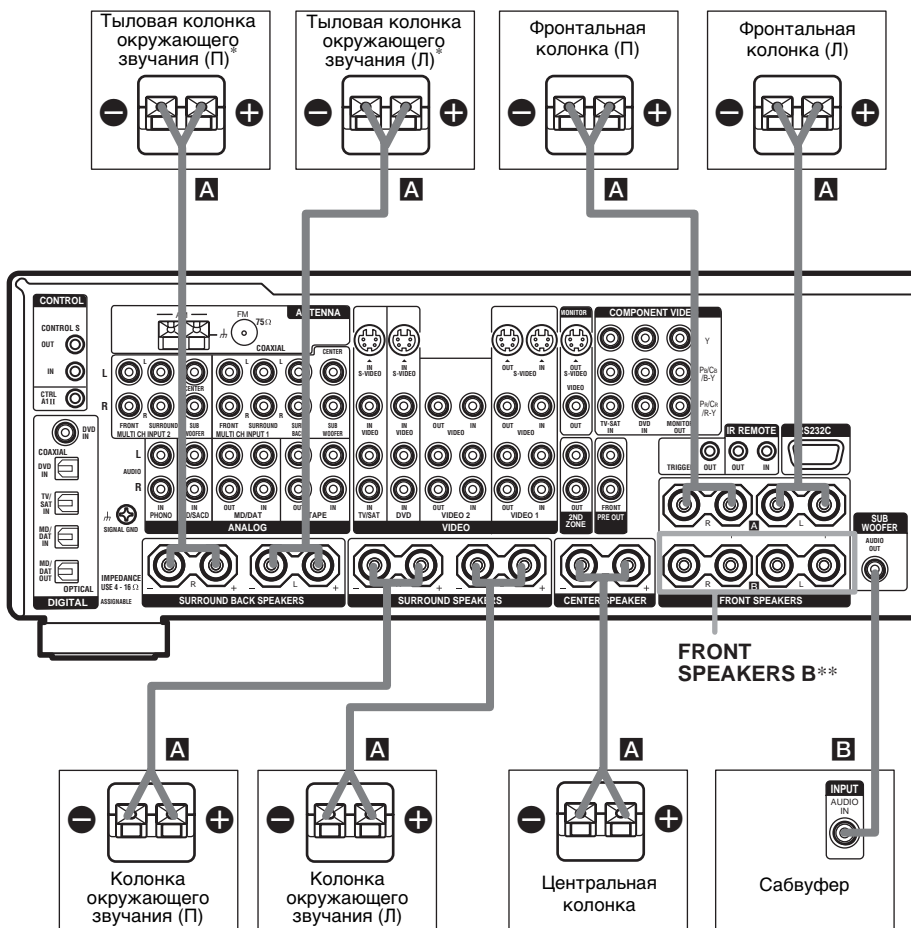 Тыловая колонка
окружающего
звучания (П)*
Тыловая колонка
окружающего
звучания (Л)*
Фронтальная
колонка (П)
Фронтальная
колонка (Л)
A
A
A
A
CONTROL
CONTROL S
OUT
IN
CTRL
A1II
FM
75Ω
COAXIAL
CENTER
L
R
L
R
L
R
CENTER
FRONT
SURROUND
SUB
WOOFER
MULTI CH INPUT 2
FRONT
SURROUND
SUB
WOOFER
MULTI CH INPUT 1
IN
S-VIDEO
IN
S-VIDEO
OUT
IN
S-VIDEO
IN
VIDEO
IN
VIDEO
OUT
IN
VIDEO
OUT
IN
VIDEO
MONITOR
OUT
S-VIDEO
VIDEO
OUT
COMPONENT VIDEO
Y
PB/CB
/B-Y
PR/CR
/R-Y
TV-SAT
IN
DVD
IN
MONITOR
OUT
TRIGGER
OUT
IR REMOTE
OUT
IN
DVD
IN
COAXIAL
DVD
IN
TV/
SAT
IN
MD/
DAT
IN
MD/
DAT
OUT
OPTICAL
DIGITAL
ASSIGNABLE
L
AUDIO
R
SIGNAL GND
IN
PHONO
IN
OUT
IN
MD/DAT
OUT
IN
ANALOG
IN
TV/SAT
IN
DVD
OUT
IN
VIDEO 2
OUT
IN
VIDEO 1
VIDEO
OUT
2ND
ZONE
FRONT
PRE OUT
IMPEDANCE
USE 4 - 16 Ω
– R +
– L +
SURROUND BACK SPEAKERS
– +
– +
SURROUND SPEAKERS
– +
R
A
L
R
B
L
FRONT SPEAKERS
SUB
WOOFER
AUDIO
OUT
FRONT
SPEAKERS B**
A
A
A
B
INPUT
AUDIO
IN
Колонка
окружающего
звучания (П)
Колонка
окружающего
звучания (Л)
Центральная
колонка
Сабвуфер